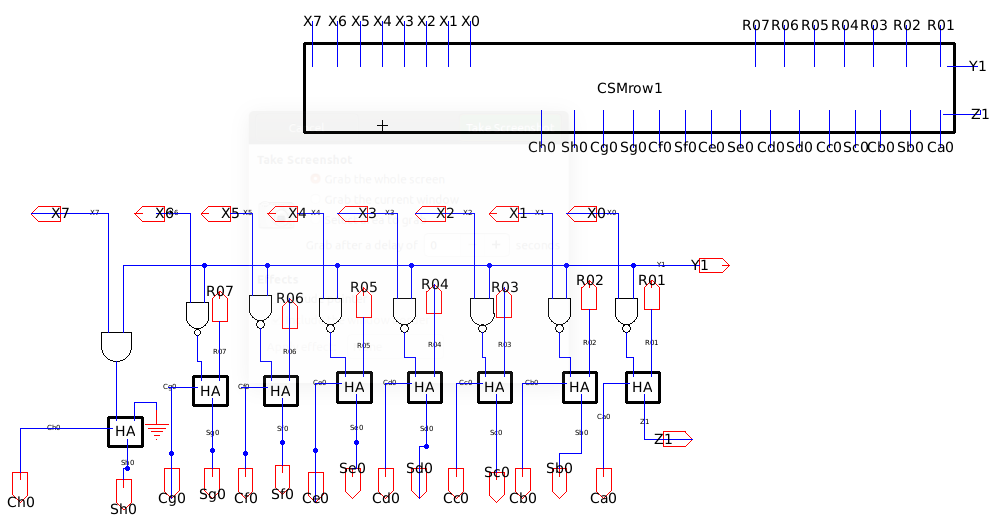 X7 X6 X5 X4 X3 X2 X1 X0 R07 R06 R05 R04 R03 R02 R01
Y1
CSMrow1
Z1
Ch0 Sh0 Cg0 Sg0 Cf0 Sf0 Ce0 Se0 Cd0 Sd0 Cc0 Sc0 Cb0 Sb0 Ca0
Take Screenshot
Grab the whole screen
X7 X7 X6 X5 X5 X4 X4 X3 X3 X2 X2 X1 X1 X0 X0
Grab after a delay of 0 seconds
Y1 Y1
Effects
R07 R06 R05 R04 R03 R02 R01
R07 R06 R05 R04 R03 R02 R01
Cg0 HA Cf0 HA Ce0 HA Cd0 HA Cc0 HA Cb0 HA HA
Ca0
Z1
Ch0 HA Sg0 Sf0 Se0 Sd0 Sc0 Sb0
Z1
Sh0
Ch0 Sh0 Cg0 Sg0 Cf0 Sf0 Ce0 Se0 Cd0 Sd0 Cc0 Sc0 Cb0 Sb0 Ca0